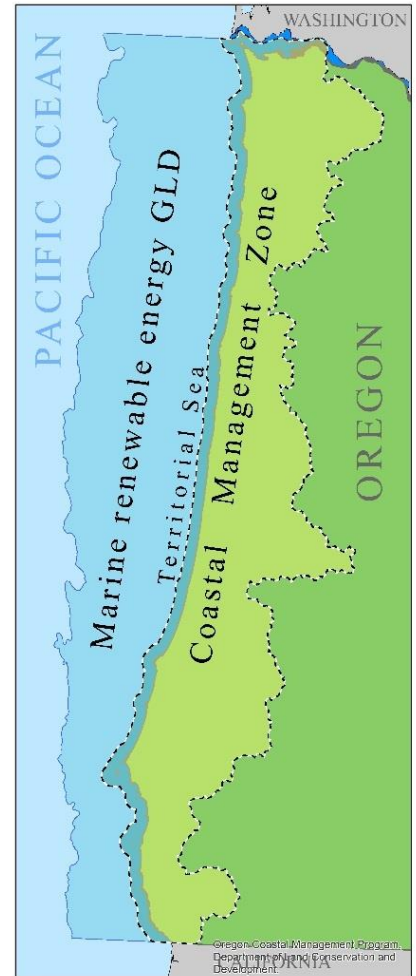 WASHINGTON
PACIFIC OCEAN
Marine renewable energy GLD
Territorial Sea
Coastal Management Zone
OREGON
Oregon Coastal Management Program,
Department of Land Conservation and
Development.
CALIFORNIA